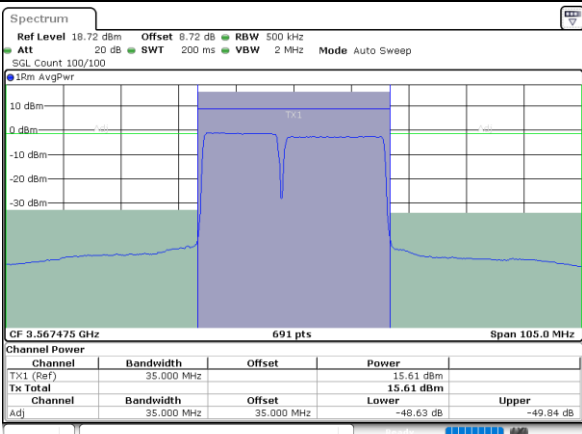 Spectrum
Ref Level 18.72 dBm Offset 8.72 dB RBW 500 kHz
Att 20 dB SWT 200 ms VBW 2 MHz Mode Auto Sweep
SGL Count 100/100
1Rm AvgPwr
10 dBm
TX1
0 dBm
Adj Adj
-10 dBm
-20 dBm
-30 dBm
CF 3.567475 GHz 691 pts Span 105.0 MHz
Channel Power
Channel Bandwidth Offset Power
TX1 (Ref) 35.000 MHz 15.61 dBm
Tx Total 15.61 dBm
Channel Bandwidth Offset Lower Upper
Adj 35.000 MHz 35.000 MHz -48.63 dB -49.84 dB